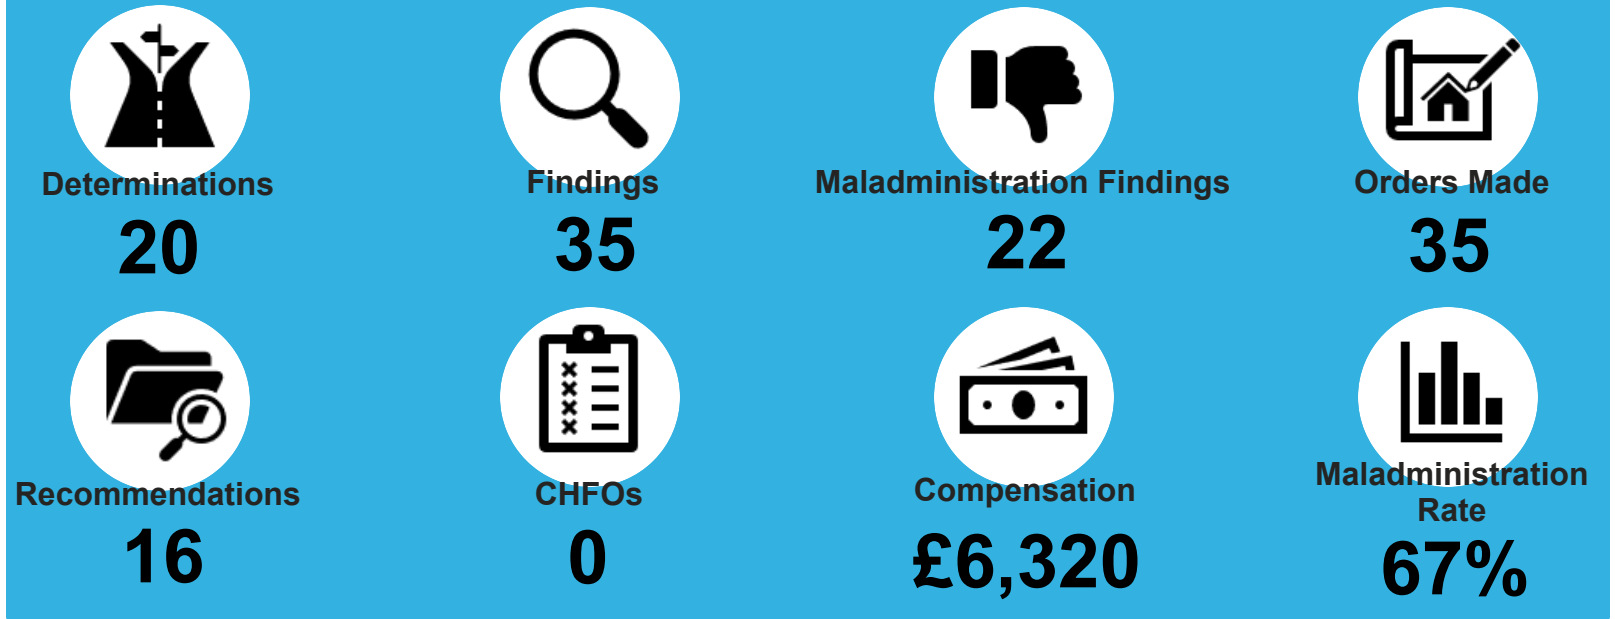 Determinations
20
Findings
35
Maladministration Findings
22
Orders Made
35
Recommendations
16
CHFOs
0
Compensation
£6,320
Maladministration
Rate
67%